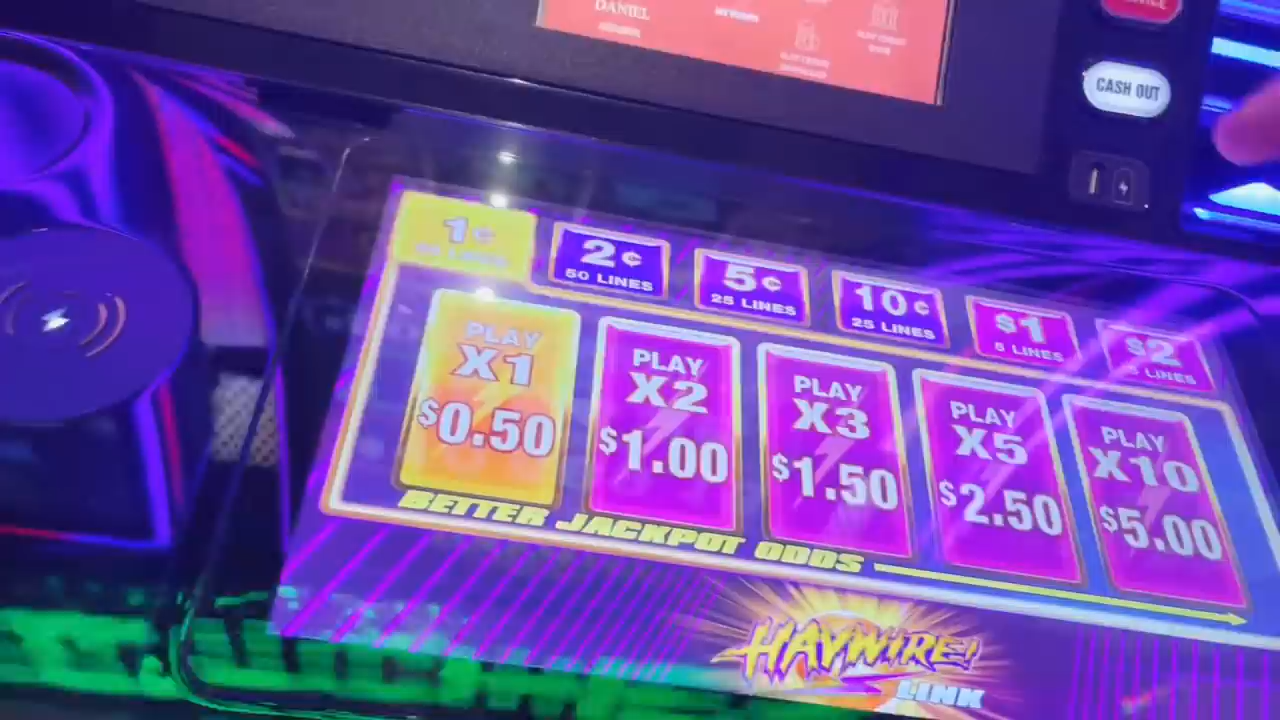 DANIEL
CASH OUT
1¢
2¢
50 LINES
5¢
25 LINES
10¢
25 LINES
$1
5 LINES
$2
5 LINES
PLAY
X1
$0.50
PLAY
X2
$1.00
PLAY
X3
$1.50
PLAY
X5
$2.50
PLAY
X10
$5.00
BETTER JACKPOT ODDS
HAYWIRE!
LINK